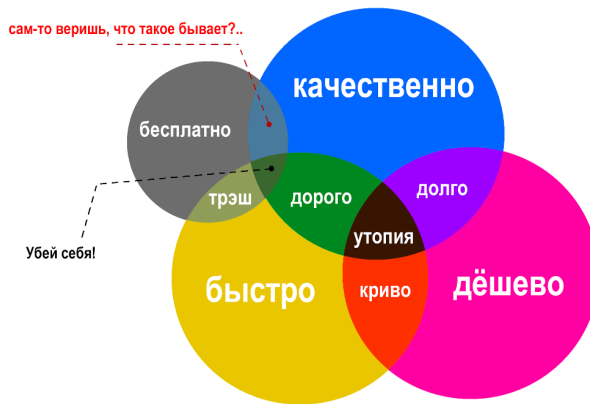 сам-то веришь, что такое бывает?..
качественно
бесплатно
трэш
дорого
долго
утопия
Убей себя!
быстро
криво
дёшево